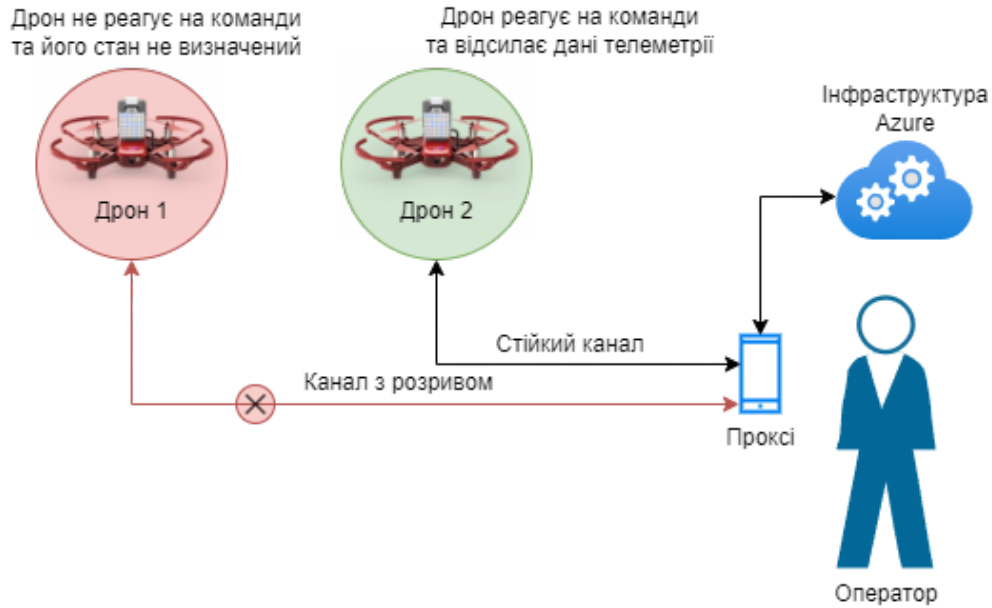 Дрон не реагує на команди
та його стан не визначений
Дрон реагує на команди
та відсилає дані телеметрії
Інфраструктура
Azure
Дрон 1
Дрон 2
Стійкий канал
Канал з розривом
Проксі
Оператор